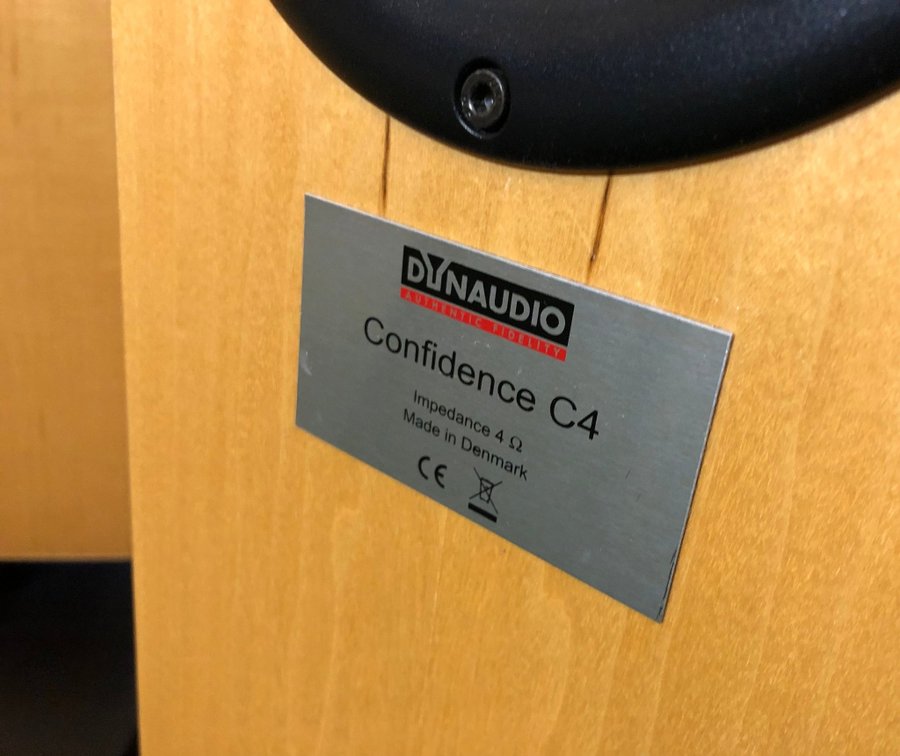 DYNAUDIO
AUTHENTIC FIDELITY
Confidence C4
Impedance 4 Ω
Made in Denmark
CE